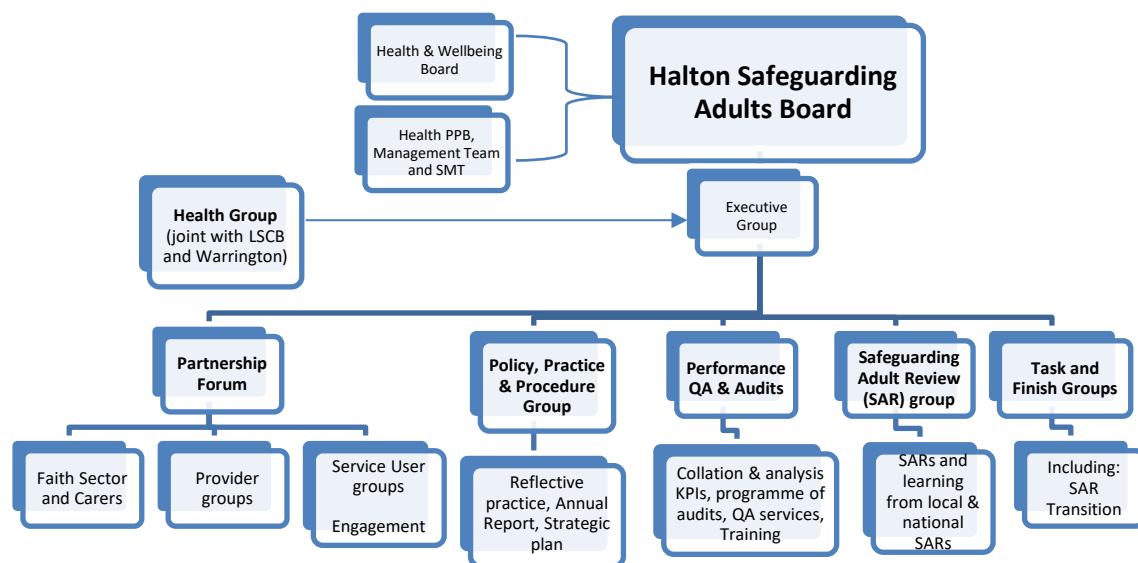 Health & Wellbeing
Board
Halton Safeguarding
Adults Board
Health PPB,
Management Team
and SMT
Health Group
(joint with LSCB
and Warrington)
Executive
Group
Partnership
Forum
Policy, Practice
& Procedure
Group
Performance
QA & Audits
Safeguarding
Adult Review
(SAR) group
Task and
Finish Groups
Faith Sector
and Carers
Provider
groups
Service User
groups
Engagement
Reflective
practice, Annual
Report, Strategic
plan
Collation & analysis
KPIs, programme of
audits, QA services,
Training
SARs and
learning
from local &
national
SARs
Including:
SAR
Transition